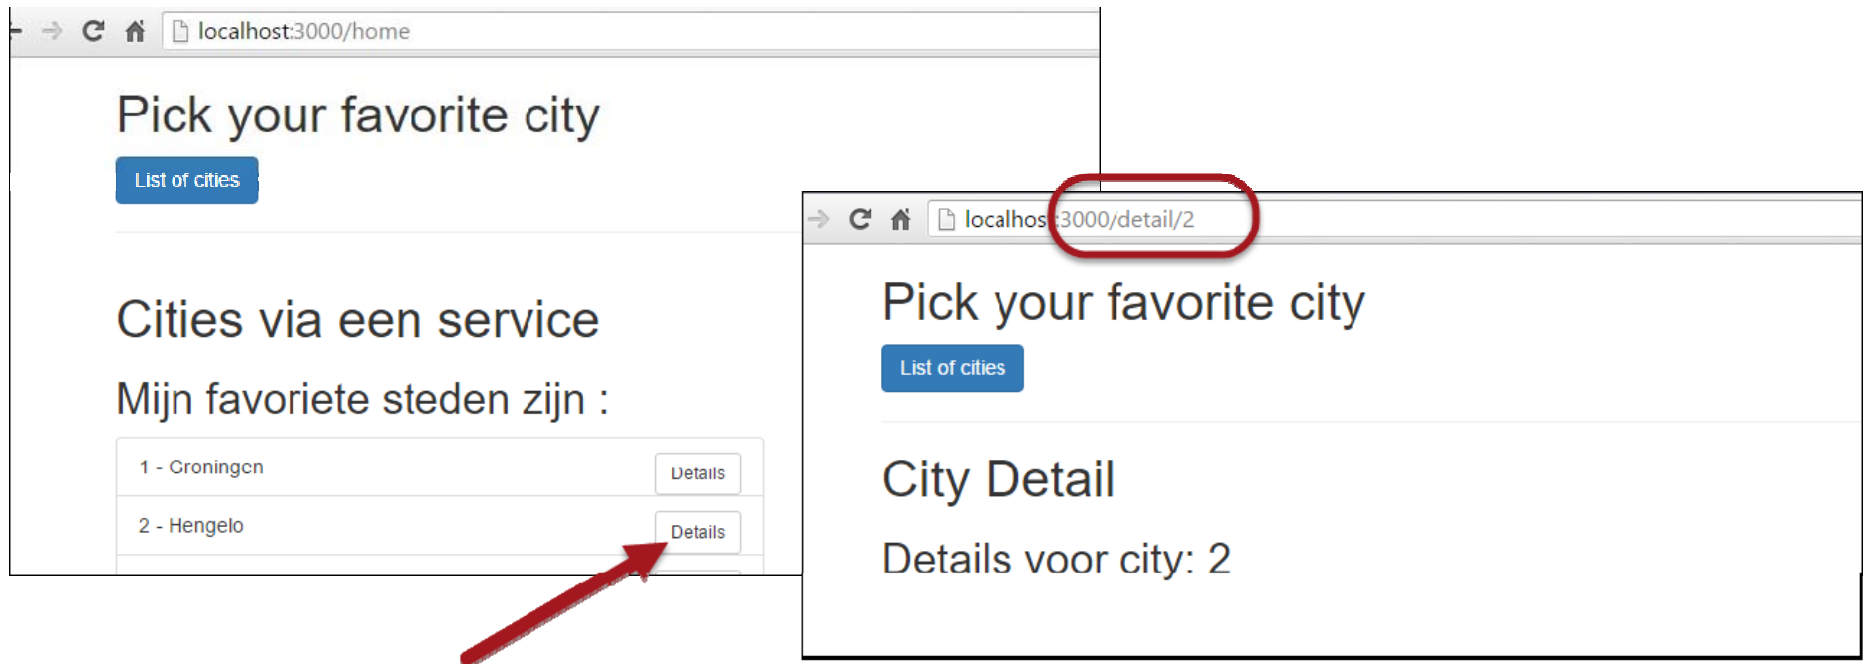 localhost:3000/home
Pick your favorite city
List of cities
Cities via een service
Mijn favoriete steden zijn :
1 - Groningen
Details
2 - Hengelo
Details
localhost:3000/detail/2
Pick your favorite city
List of cities
City Detail
Details voor city: 2